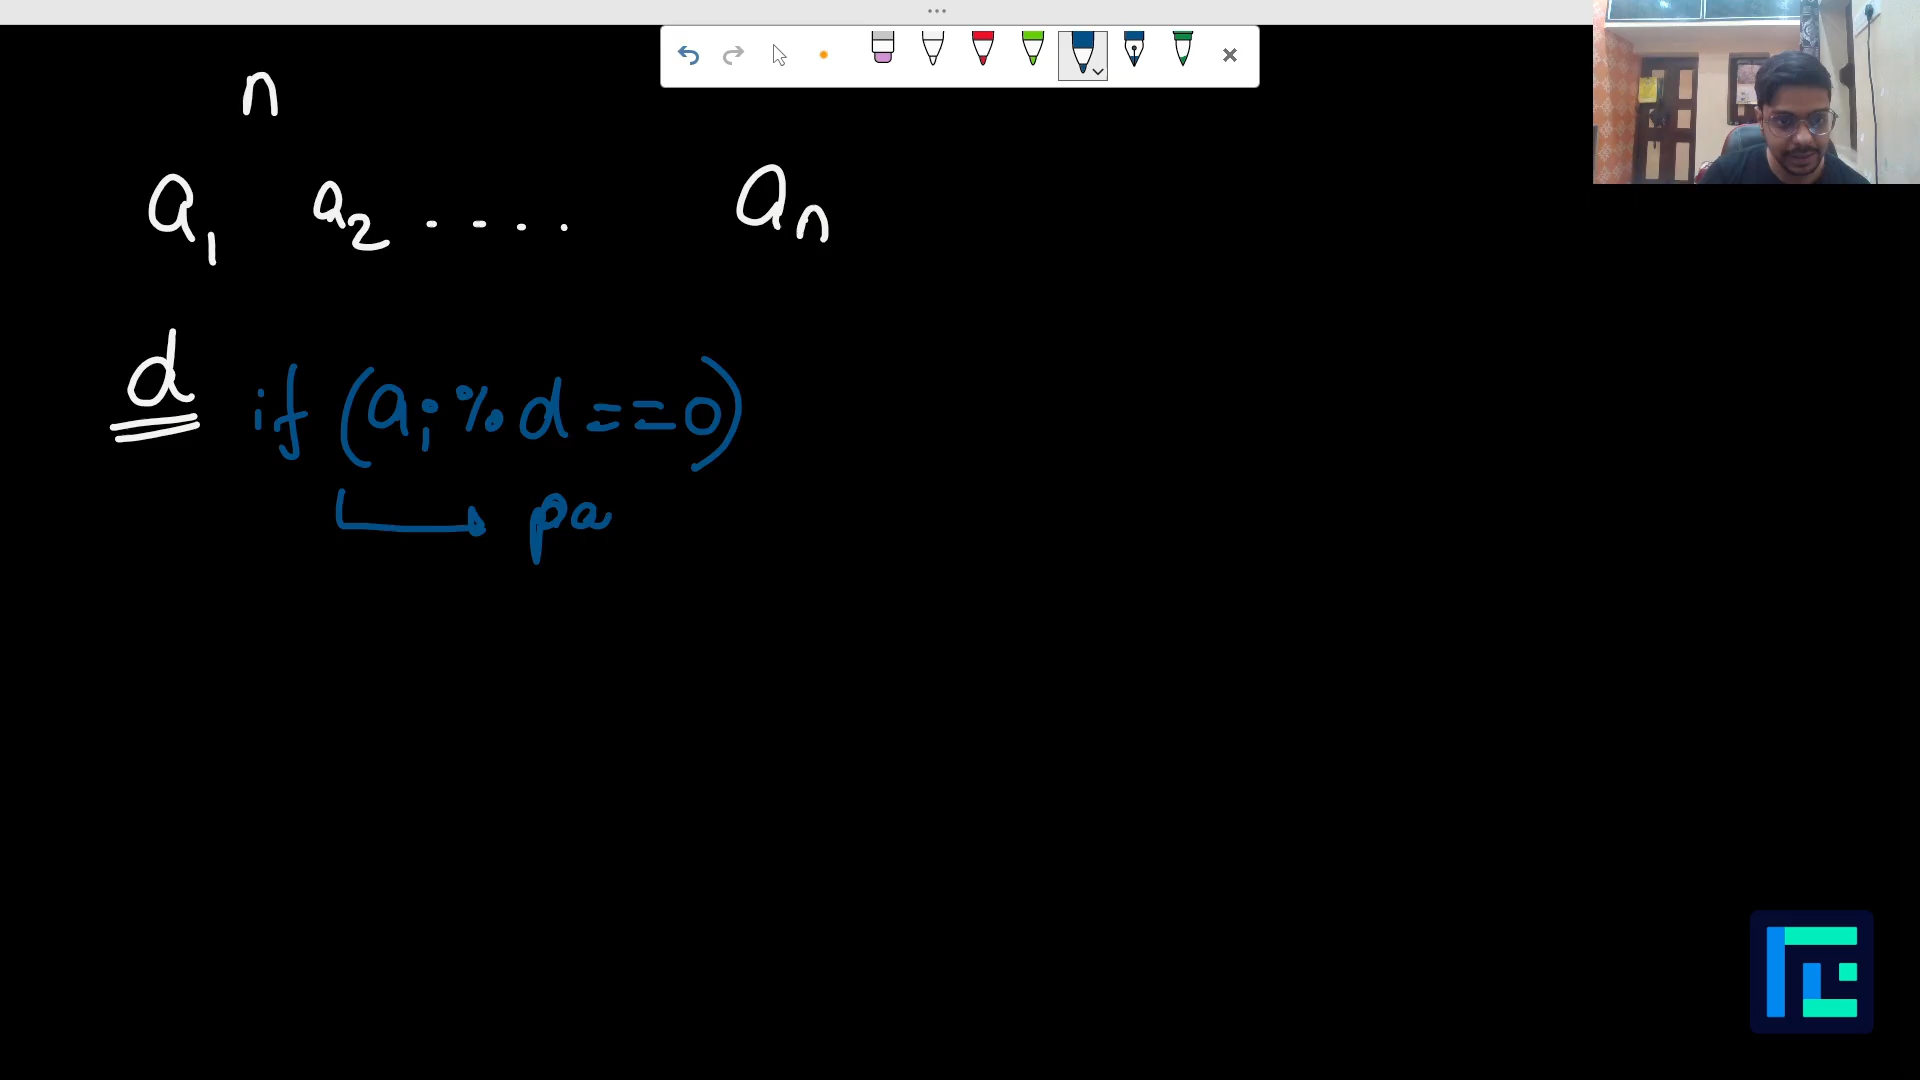 n
a₁ a₂ .... aₙ
d if (aᵢ % d == 0)
pa